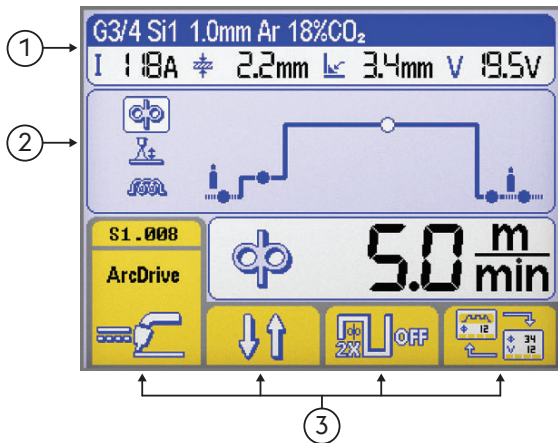 G3/4 Si1 1.0mm Ar 18%CO₂
I 118A 2.2mm 3.4mm V 19.5V
S1.008
ArcDrive
5.0 m/min
2X OFF
12
34
V 12
1
2
3